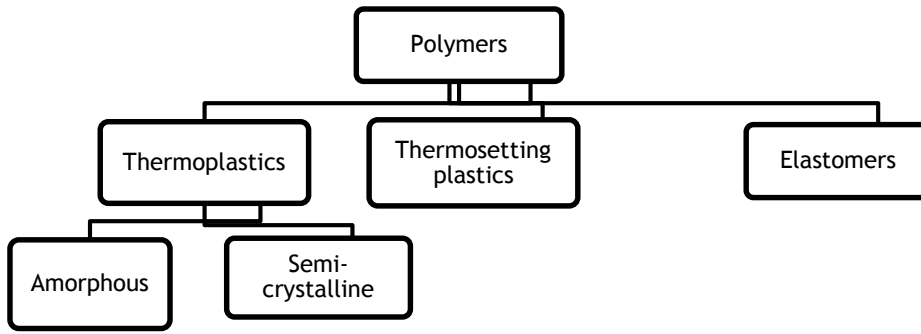 Polymers
Thermoplastics
Thermosetting
plastics
Elastomers
Amorphous
Semi-
crystalline